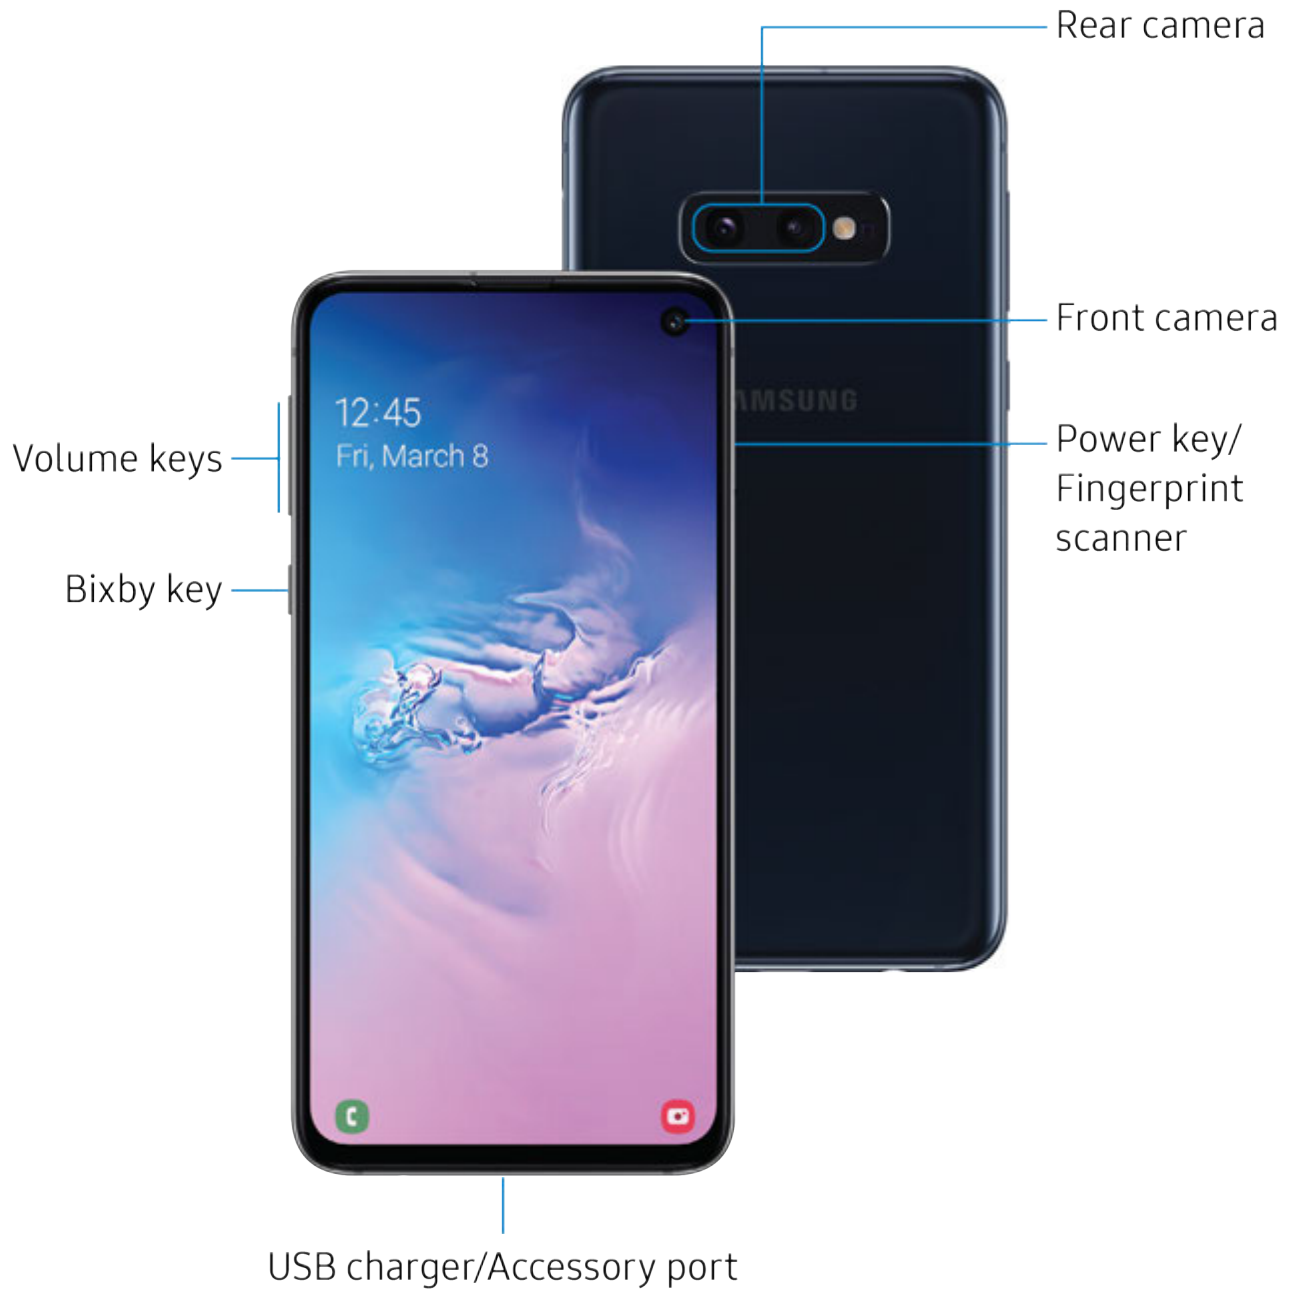 Rear camera
Front camera
12:45
Fri, March 8
AMSUNG
Power key/
Fingerprint
scanner
Volume keys
Bixby key
USB charger/Accessory port